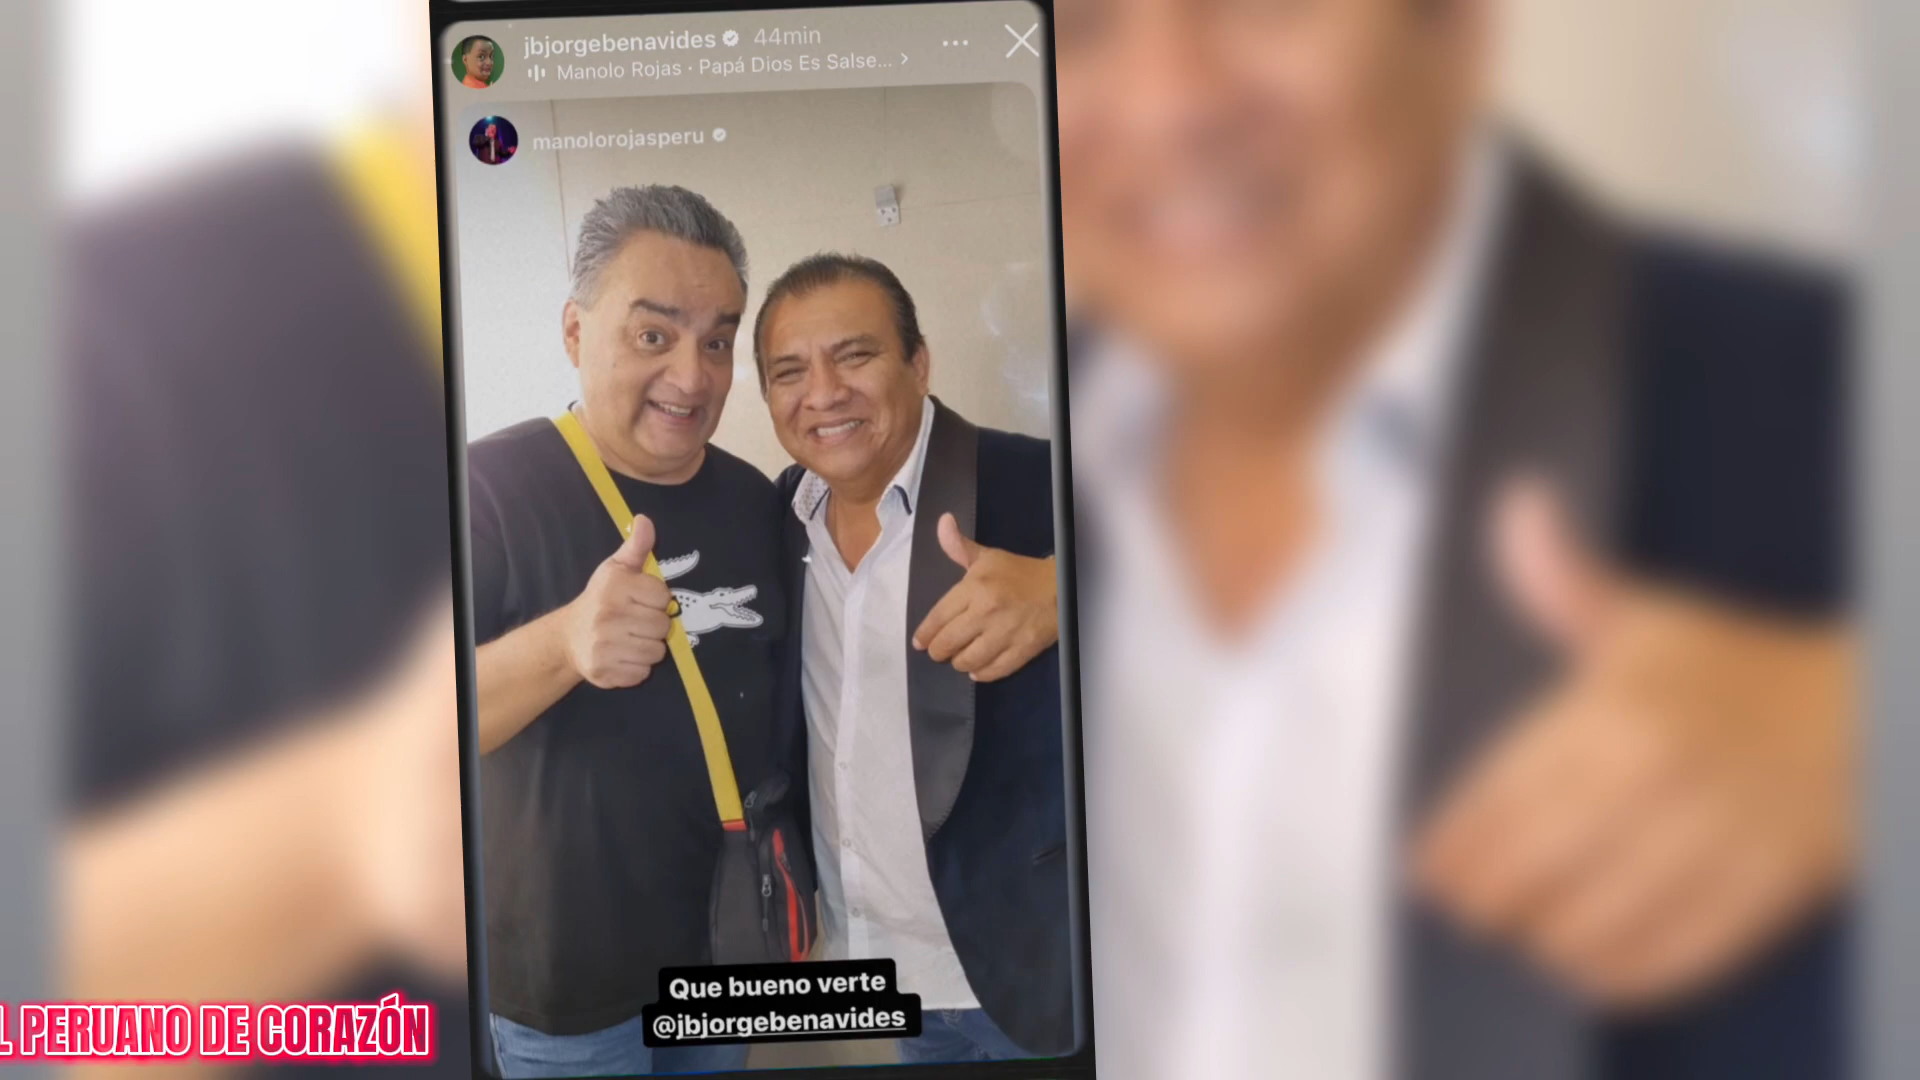 jbjorgebenavides 44min
Manolo Rojas · Papá Dios Es Salse...
manolorojasperu
Que bueno verte
@jbjorgebenavides
L PERUANO DE CORAZÓN